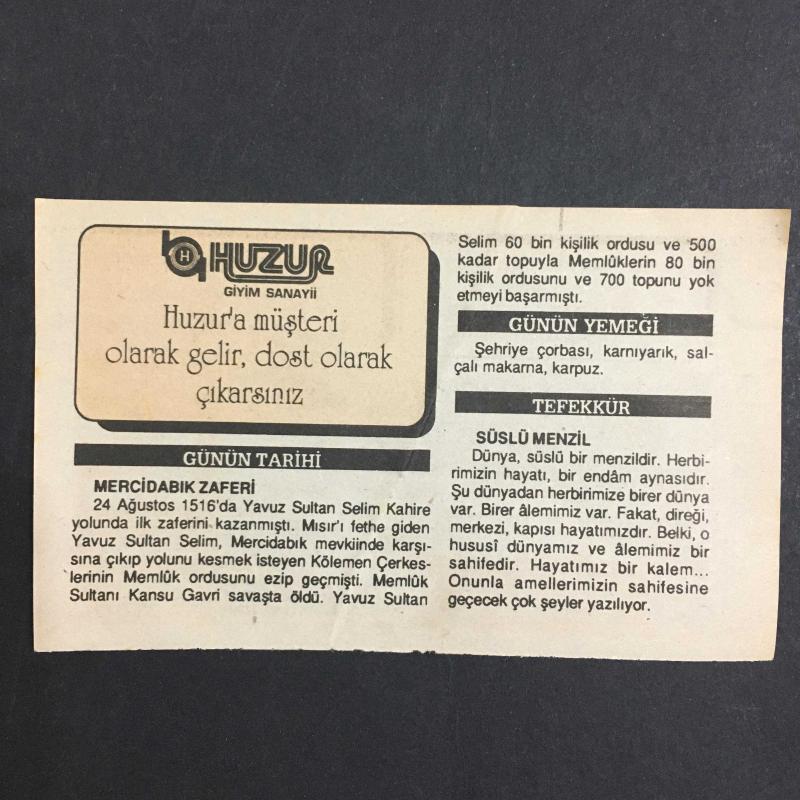 HUZUR
GİYİM SANAYİİ
Huzur'a müşteri
olarak gelir, dost olarak
çıkarsınız
GÜNÜN TARİHİ
MERCİDABIK ZAFERİ
24 Ağustos 1516'da Yavuz Sultan Selim Kahire
yolunda ilk zaferini kazanmıştı. Mısır'ı fethe giden
Yavuz Sultan Selim, Mercidabık mevkiinde karşı-
sına çıkıp yolunu kesmek isteyen Kölemen Çerkes-
lerinin Memlûk ordusunu ezip geçmişti. Memlûk
Sultanı Kansu Gavri savaşta öldü. Yavuz Sultan
Selim 60 bin kişilik ordusu ve 500
kadar topuyla Memlûklerin 80 bin
kişilik ordusunu ve 700 topunu yok
etmeyi başarmıştı.
GÜNÜN YEMEĞİ
Şehriye çorbası, karnıyarık, sal-
çalı makarna, karpuz.
TEFEKKÜR
SÜSLÜ MENZİL
Dünya, süslü bir menzildir. Herbi-
rimizin hayatı, bir endâm aynasıdır.
Şu dünyadan herbirimize birer dünya
var. Birer âlemimiz var. Fakat, direği,
merkezi, kapısı hayatımızdır. Belki, o
hususî dünyamız ve âlemimiz bir
sahifedir. Hayatımız bir kalem...
Onunla amellerimizin sahifesine
geçecek çok şeyler yazılıyor.